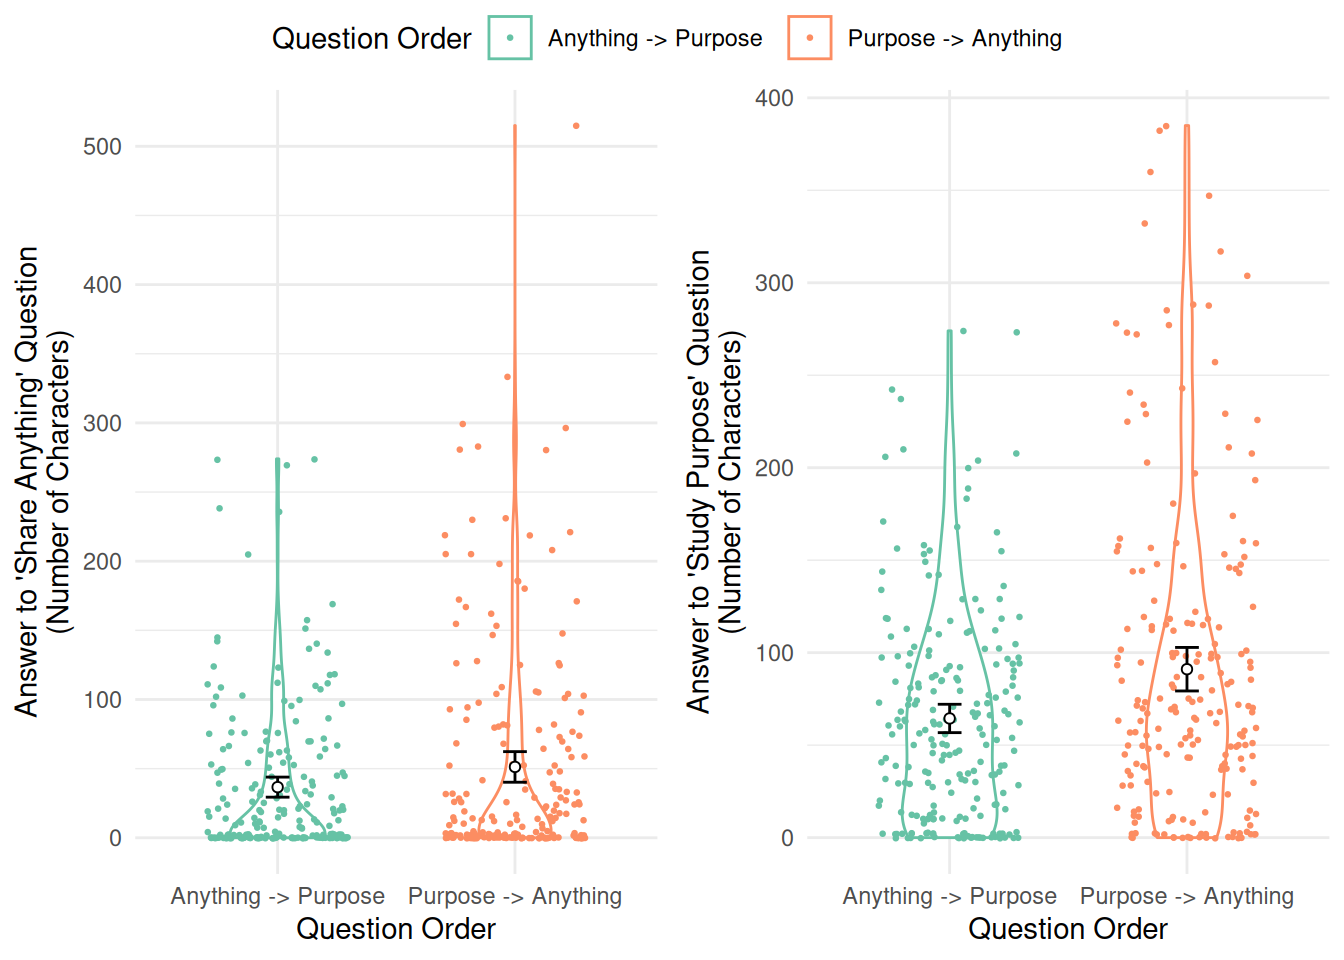 Question Order
Anything -> Purpose
Purpose -> Anything
Answer to 'Share Anything' Question
(Number of Characters)
500
400
300
200
100
0
Anything -> Purpose
Purpose -> Anything
Question Order
Answer to 'Study Purpose' Question
(Number of Characters)
400
300
200
100
0
Anything -> Purpose
Purpose -> Anything
Question Order